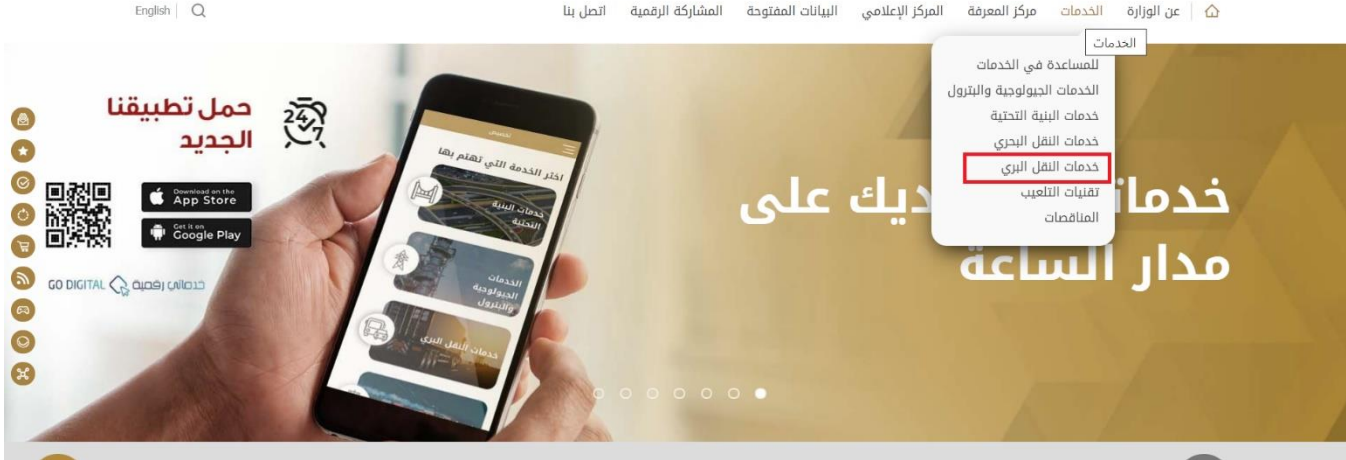 عن الوزارة
الخدمات
مركز المعرفة
المركز الإعلامي
البيانات المفتوحة
المشاركة الرقمية
اتصل بنا
English
الخدمات
للمساعدة في الخدمات
الخدمات الجيولوجية والبترول
خدمات البنية التحتية
خدمات النقل البحري
خدمات النقل البري
تقنيات التلعيب
المناقصات
ديك على
مدار الساعة
24
7
حمل تطبيقنا
الجديد
Download on the
App Store
Get it on
Google Play
خدماتي رقمية GO DIGITAL
اختر الخدمة التي تهتم بها
خدمات البنية
التحتية
الخدمات
الجيولوجية
والبترول
خدمات النقل البري